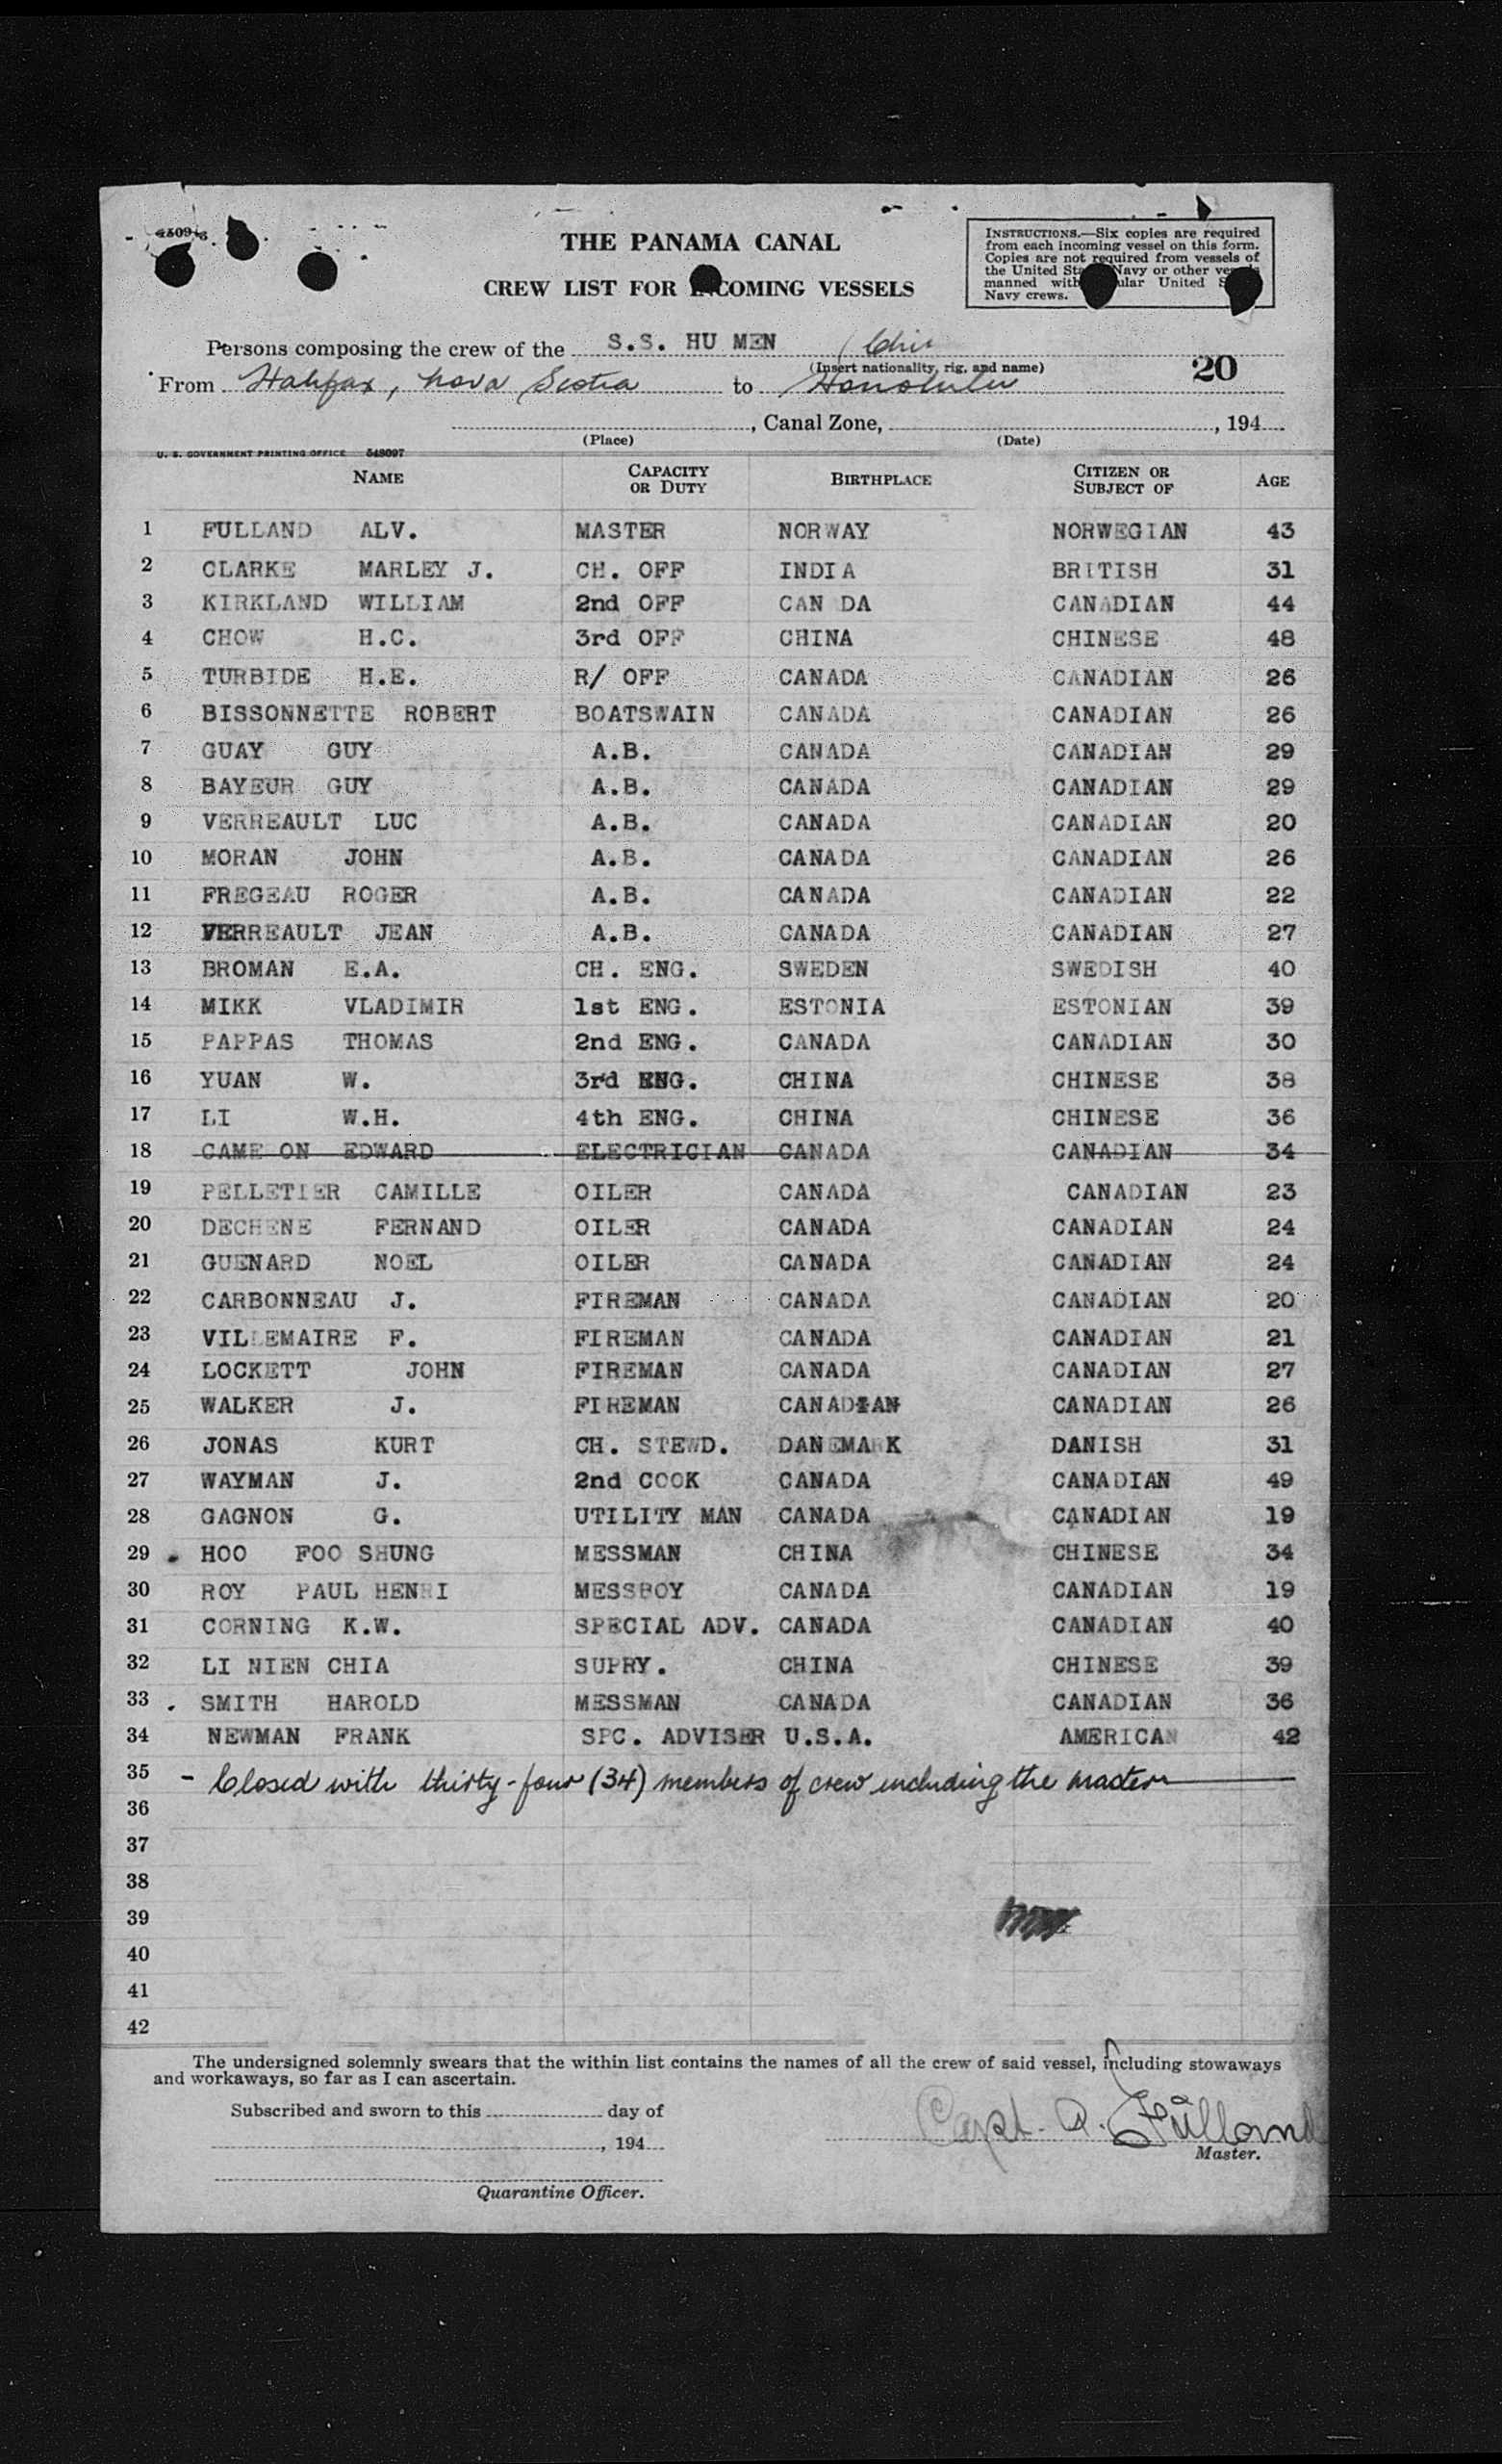 THE PANAMA CANAL
CREW LIST FOR INCOMING VESSELS
INSTRUCTIONS.—Six copies are required
from each incoming vessel on this form.
Copies are not required from vessels of
the United States Navy or other vessels
manned with regular United States
Navy crews.
Persons composing the crew of the S.S. HU MEN
(Insert nationality, rig, and name)
20
From Halifax, Nova Scotia to Honolulu
, Canal Zone, , 194
(Place) (Date)
U. S. GOVERNMENT PRINTING OFFICE 548097
NAME CAPACITY OR DUTY BIRTHPLACE CITIZEN OR SUBJECT OF AGE
1 FULLAND ALV. MASTER NORWAY NORWEGIAN 43
2 CLARKE MARLEY J. CH. OFF INDIA BRITISH 31
3 KIRKLAND WILLIAM 2nd OFF CAN DA CANADIAN 44
4 CHOW H.C. 3rd OFF CHINA CHINESE 48
5 TURBIDE H.E. R/ OFF CANADA CANADIAN 26
6 BISSONNETTE ROBERT BOATSWAIN CANADA CANADIAN 26
7 GUAY GUY A.B. CANADA CANADIAN 29
8 BAYEUR GUY A.B. CANADA CANADIAN 29
9 VERREAULT LUC A.B. CANADA CANADIAN 20
10 MORAN JOHN A.B. CANADA CANADIAN 26
11 FREGEAU ROGER A.B. CANADA CANADIAN 22
12 VERREAULT JEAN A.B. CANADA CANADIAN 27
13 BROMAN E.A. CH. ENG. SWEDEN SWEDISH 40
14 MIKK VLADIMIR 1st ENG. ESTONIA ESTONIAN 39
15 PAPPAS THOMAS 2nd ENG. CANADA CANADIAN 30
16 YUAN W. 3rd ENG. CHINA CHINESE 38
17 LI W.H. 4th ENG. CHINA CHINESE 36
18 CAME ON EDWARD ELECTRICIAN CANADA CANADIAN 34
19 PELLETIER CAMILLE OILER CANADA CANADIAN 23
20 DECHENE FERNAND OILER CANADA CANADIAN 24
21 GUENARD NOEL OILER CANADA CANADIAN 24
22 CARBONNEAU J. FIREMAN CANADA CANADIAN 20
23 VILLEMAIRE F. FIREMAN CANADA CANADIAN 21
24 LOCKETT JOHN FIREMAN CANADA CANADIAN 27
25 WALKER J. FIREMAN CANADIAN CANADIAN 26
26 JONAS KURT CH. STEWD. DANEMARK DANISH 31
27 WAYMAN J. 2nd COOK CANADA CANADIAN 49
28 GAGNON G. UTILITY MAN CANADA CANADIAN 19
29 HOO FOO SHUNG MESSMAN CHINA CHINESE 34
30 ROY PAUL HENRI MESSBOY CANADA CANADIAN 19
31 CORNING K.W. SPECIAL ADV. CANADA CANADIAN 40
32 LI NIEN CHIA SUPRY. CHINA CHINESE 39
33 SMITH HAROLD MESSMAN CANADA CANADIAN 36
34 NEWMAN FRANK SPC. ADVISER U.S.A. AMERICAN 42
35 - Closed with thirty-four (34) members of crew including the master
36
37
38
39
40
41
42
The undersigned solemnly swears that the within list contains the names of all the crew of said vessel, including stowaways
and workaways, so far as I can ascertain.
Subscribed and sworn to this day of
, 194
Capt. A. Fulland
Master.
Quarantine Officer.